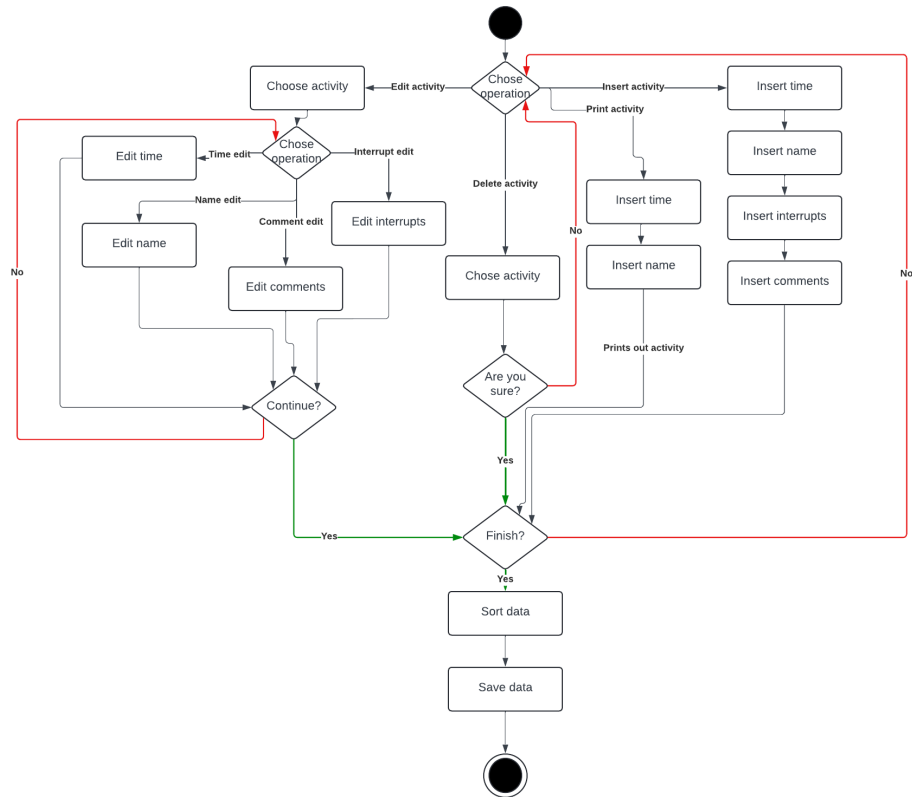 Choose activity
Edit activity
Chose
operation
Insert activity
Insert time
Print activity
Edit time
Time edit
Chose
operation
Interrupt edit
Insert name
Delete activity
Name edit
Insert time
Comment edit
Edit interrupts
Insert interrupts
Edit name
No
Insert name
No
Edit comments
Chose activity
Insert comments
No
Prints out activity
Are you
sure?
Continue?
Yes
Yes
Finish?
Yes
Sort data
Save data